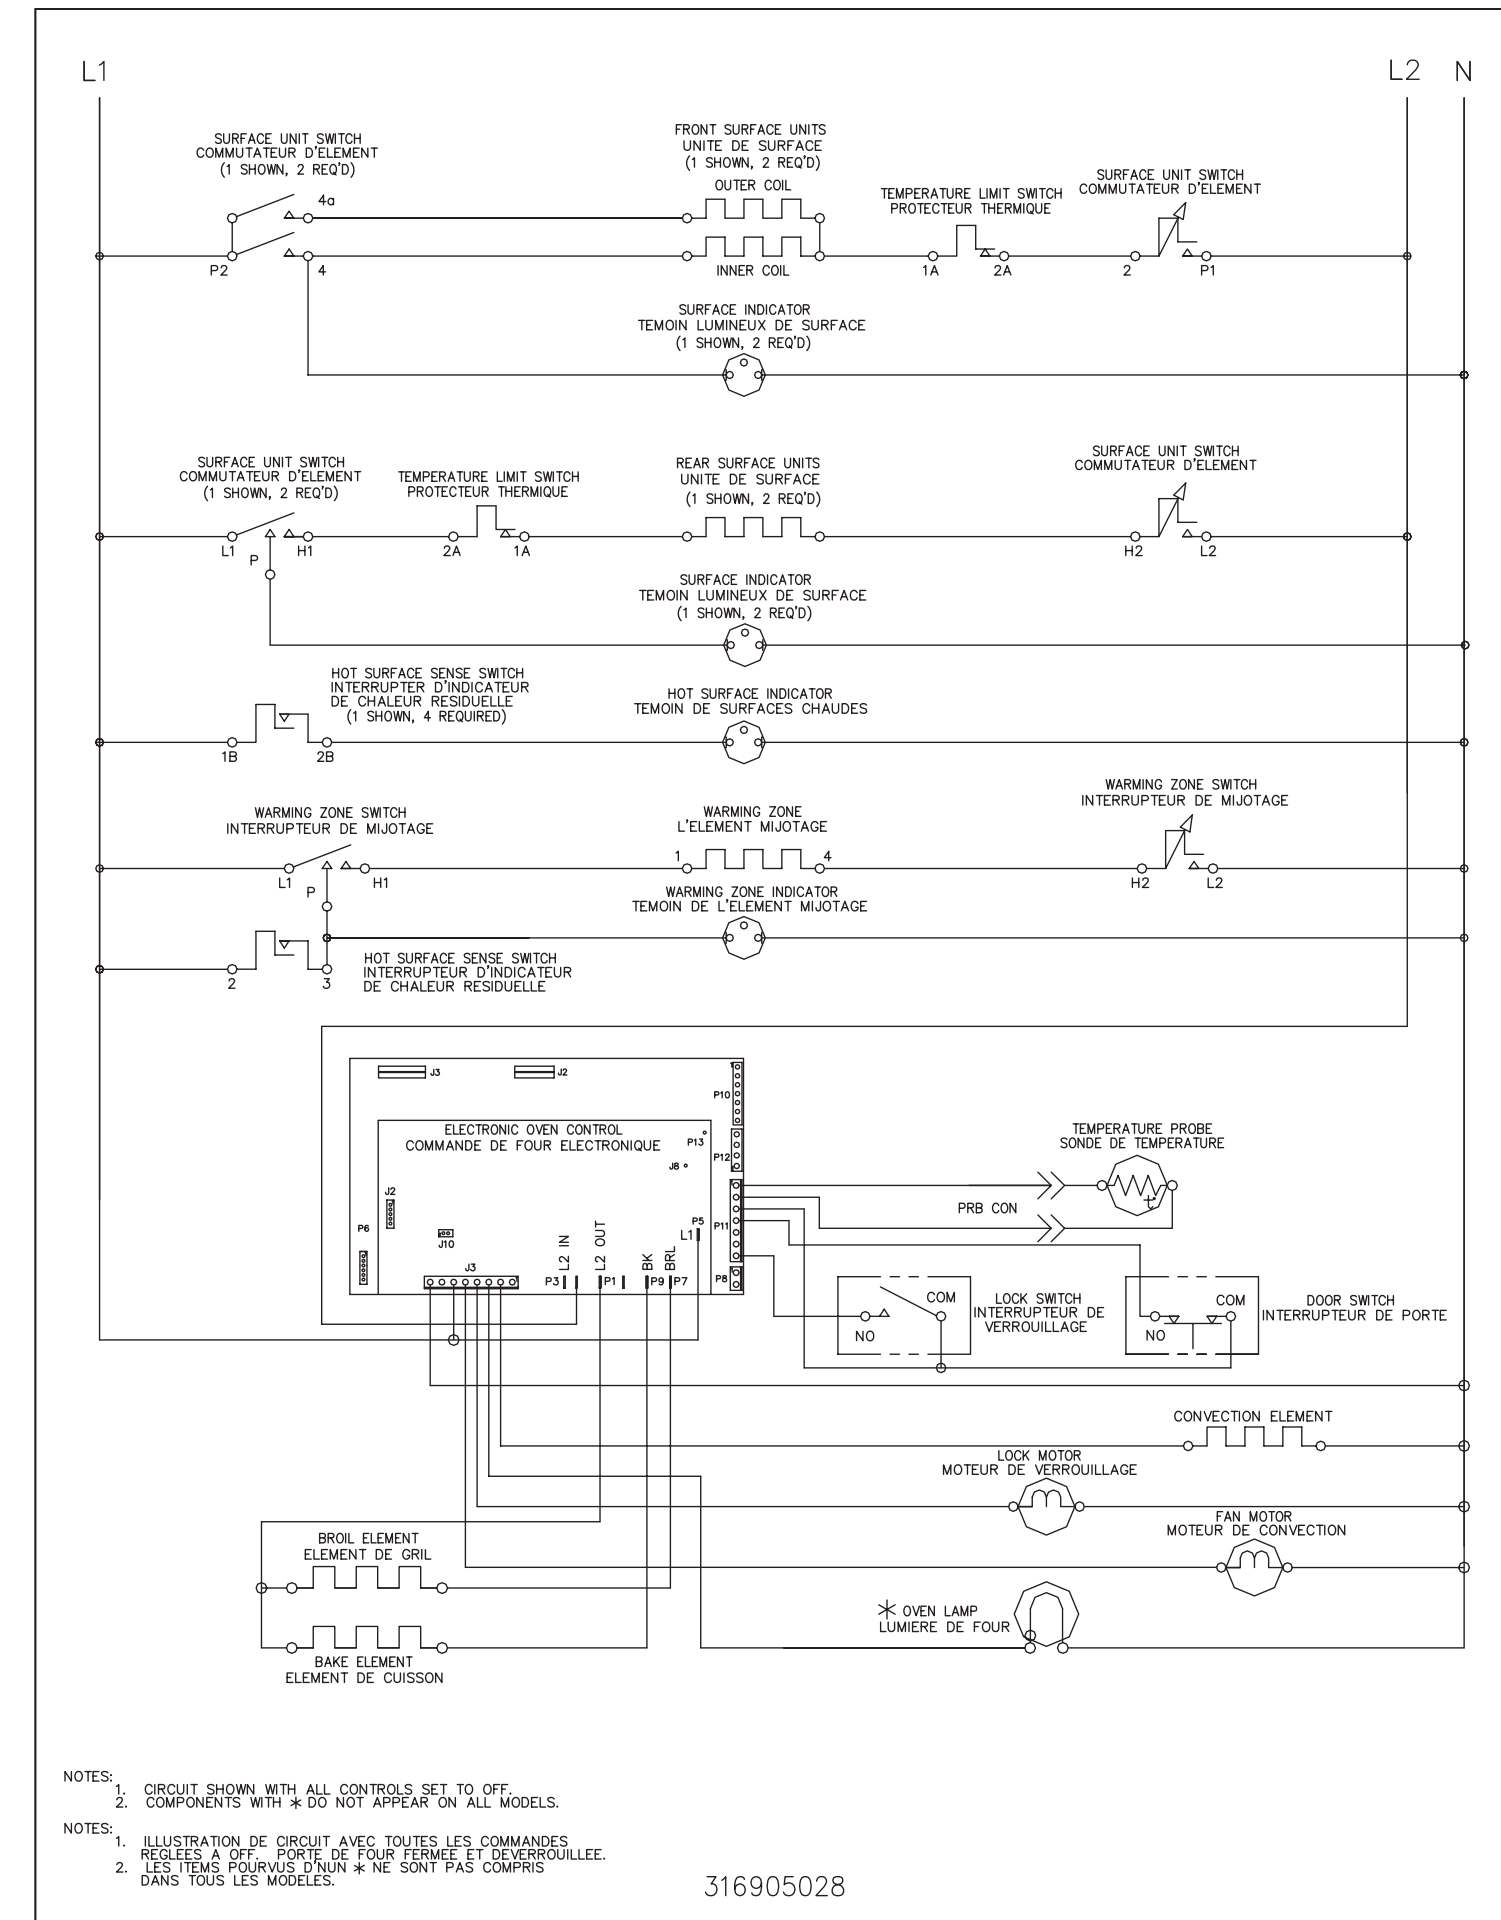 L1
L2 N
SURFACE UNIT SWITCH
COMMUTATEUR D'ELEMENT
(1 SHOWN, 2 REQ'D)
4a
P2
4
FRONT SURFACE UNITS
UNITE DE SURFACE
(1 SHOWN, 2 REQ'D)
OUTER COIL
INNER COIL
TEMPERATURE LIMIT SWITCH
PROTECTEUR THERMIQUE
1A
2A
SURFACE UNIT SWITCH
COMMUTATEUR D'ELEMENT
2
P1
SURFACE INDICATOR
TEMOIN LUMINEUX DE SURFACE
(1 SHOWN, 2 REQ'D)
SURFACE UNIT SWITCH
COMMUTATEUR D'ELEMENT
(1 SHOWN, 2 REQ'D)
L1
H1
P
TEMPERATURE LIMIT SWITCH
PROTECTEUR THERMIQUE
2A
1A
REAR SURFACE UNITS
UNITE DE SURFACE
(1 SHOWN, 2 REQ'D)
SURFACE UNIT SWITCH
COMMUTATEUR D'ELEMENT
H2
L2
SURFACE INDICATOR
TEMOIN LUMINEUX DE SURFACE
(1 SHOWN, 2 REQ'D)
HOT SURFACE SENSE SWITCH
INTERRUPTER D'INDICATEUR
DE CHALEUR RESIDUELLE
(1 SHOWN, 4 REQUIRED)
1B
2B
HOT SURFACE INDICATOR
TEMOIN DE SURFACES CHAUDES
WARMING ZONE SWITCH
INTERRUPTEUR DE MIJOTAGE
L1
P
H1
WARMING ZONE
L'ELEMENT MIJOTAGE
1
4
WARMING ZONE SWITCH
INTERRUPTEUR DE MIJOTAGE
H2
L2
WARMING ZONE INDICATOR
TEMOIN DE L'ELEMENT MIJOTAGE
2
3
HOT SURFACE SENSE SWITCH
INTERRUPTEUR D'INDICATEUR
DE CHALEUR RESIDUELLE
J3
J2
1
P10
ELECTRONIC OVEN CONTROL
COMMANDE DE FOUR ELECTRONIQUE
P13
P12
J8
J2
P6
J10
J3
L2 IN
L2 OUT
BK
BRL
P3
P1
P9
P7
P5
L1
P11
P8
TEMPERATURE PROBE
SONDE DE TEMPERATURE
t°
PRB CON
COM
NO
LOCK SWITCH
INTERRUPTEUR DE
VERROUILLAGE
COM
NO
DOOR SWITCH
INTERRUPTEUR DE PORTE
CONVECTION ELEMENT
LOCK MOTOR
MOTEUR DE VERROUILLAGE
FAN MOTOR
MOTEUR DE CONVECTION
BROIL ELEMENT
ELEMENT DE GRIL
* OVEN LAMP
LUMIERE DE FOUR
BAKE ELEMENT
ELEMENT DE CUISSON
NOTES:
1. CIRCUIT SHOWN WITH ALL CONTROLS SET TO OFF.
2. COMPONENTS WITH * DO NOT APPEAR ON ALL MODELS.
NOTES:
1. ILLUSTRATION DE CIRCUIT AVEC TOUTES LES COMMANDES
REGLEES A OFF. PORTE DE FOUR FERMEE ET DEVERROUILLEE.
2. LES ITEMS POURVUS D'NUN * NE SONT PAS COMPRIS
DANS TOUS LES MODELES.
316905028